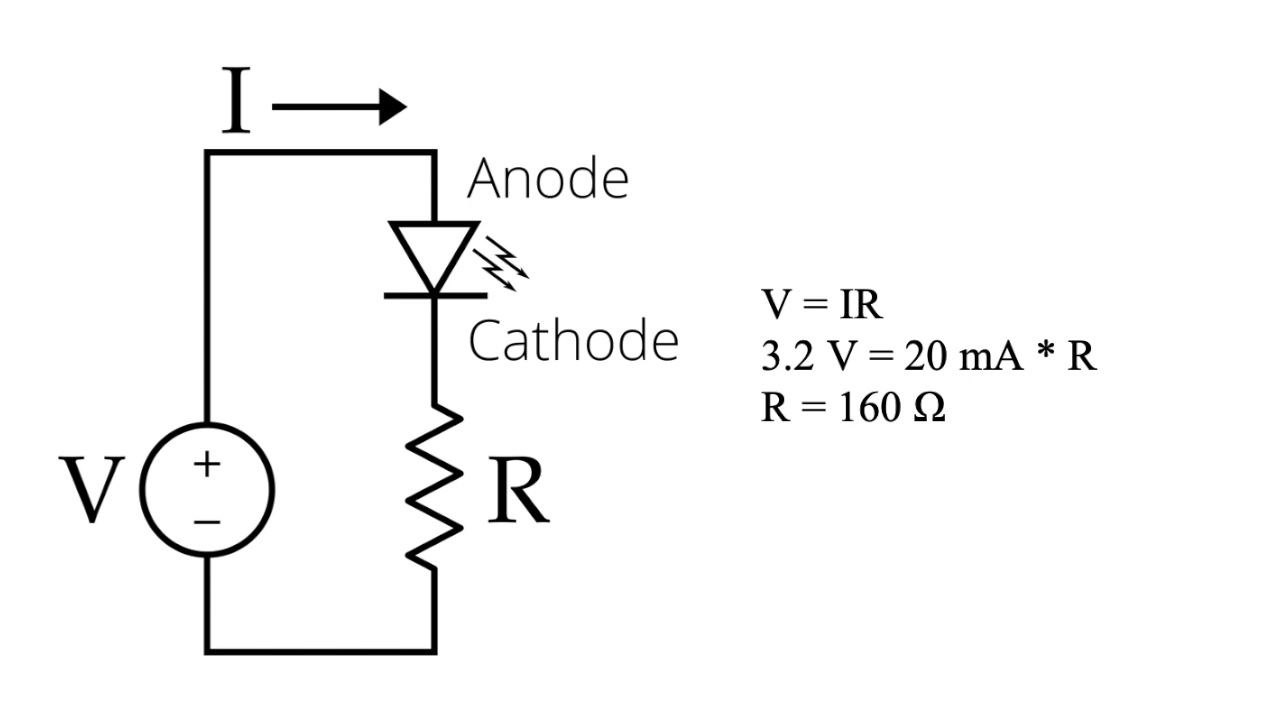 I
Anode
Cathode
V
+
−
R
V = IR
3.2 V = 20 mA * R
R = 160 Ω